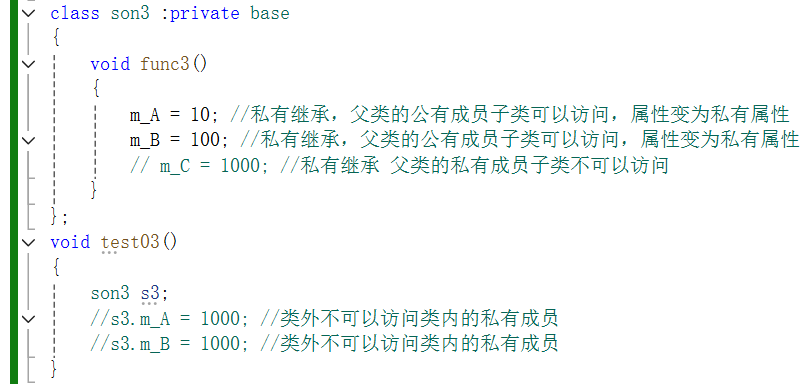 class son3 :private base
{
void func3()
{
m_A = 10; //私有继承，父类的公有成员子类可以访问，属性变为私有属性
m_B = 100; //私有继承，父类的公有成员子类可以访问，属性变为私有属性
// m_C = 1000; //私有继承 父类的私有成员子类不可以访问
}
};
void test03()
{
son3 s3;
//s3.m_A = 1000; //类外不可以访问类内的私有成员
//s3.m_B = 1000; //类外不可以访问类内的私有成员
}